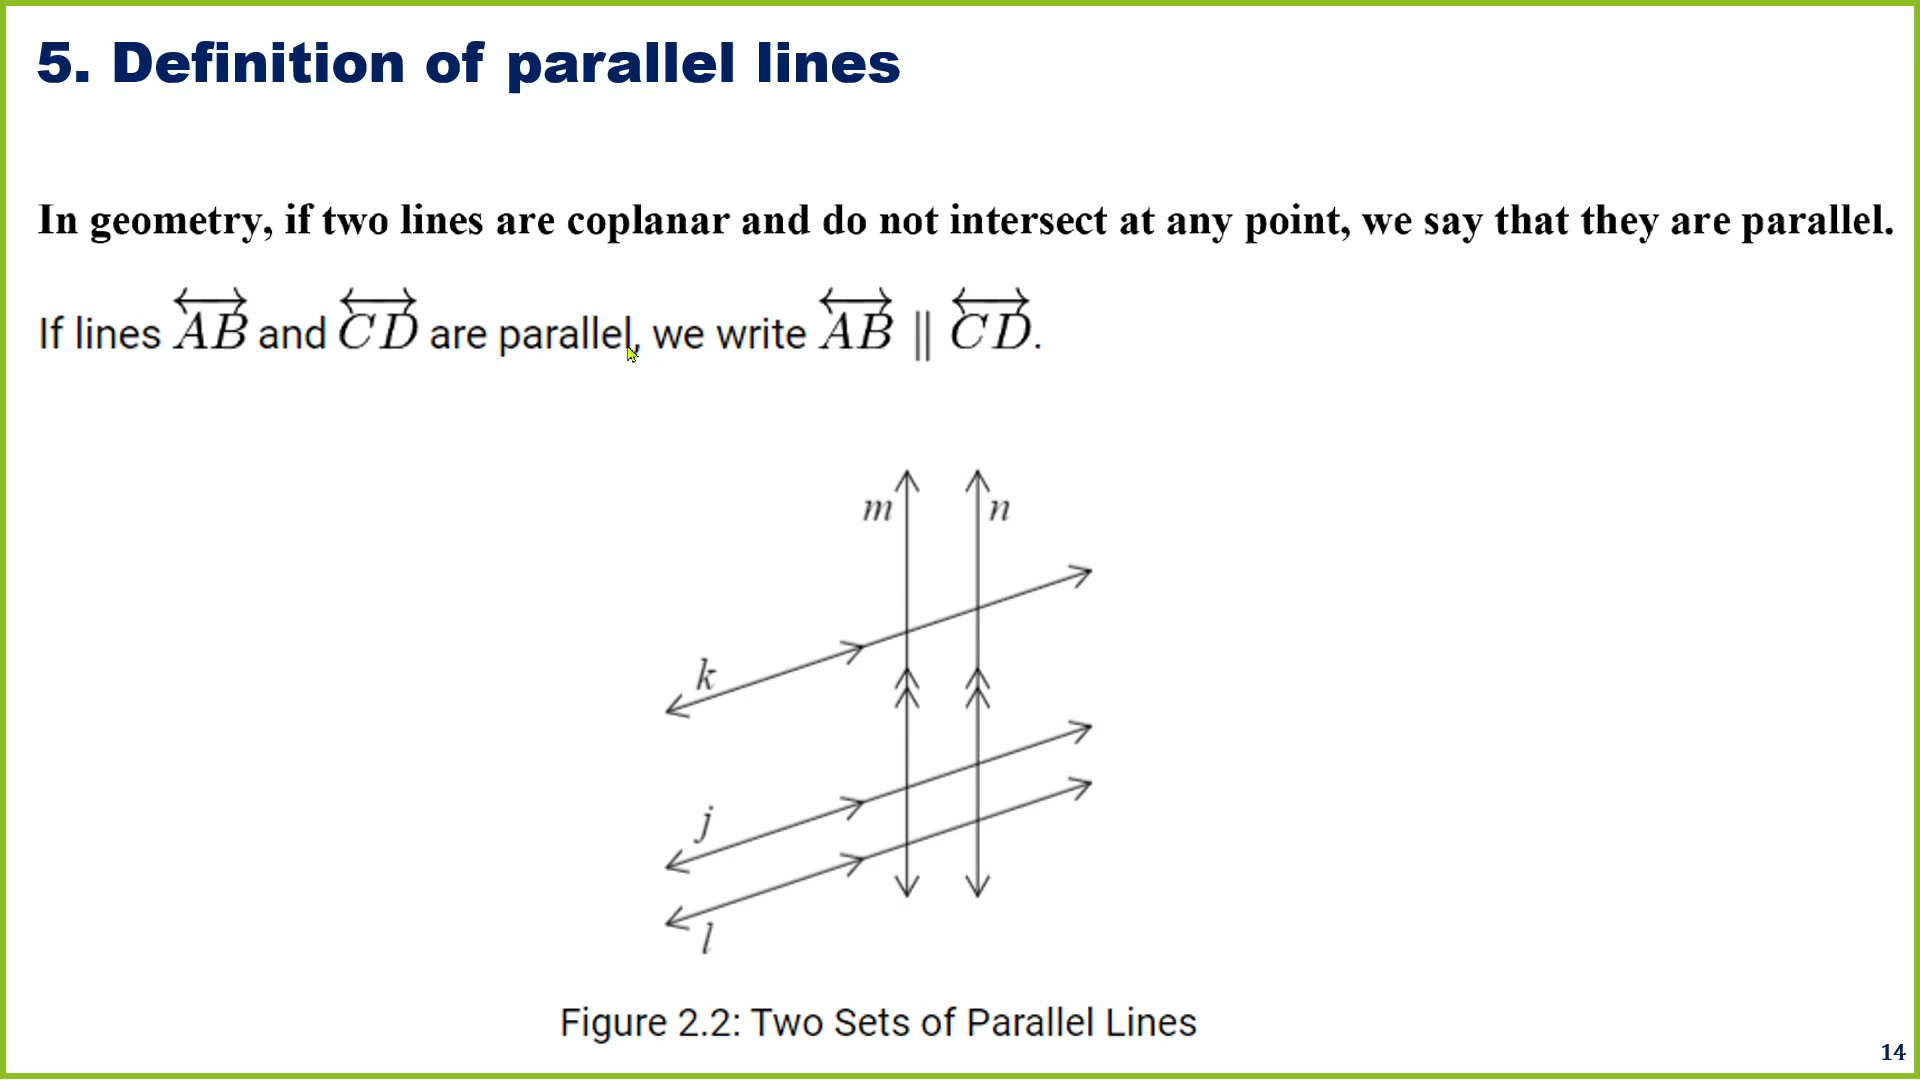 5. Definition of parallel lines
In geometry, if two lines are coplanar and do not intersect at any point, we say that they are parallel.
If lines AB and CD are parallel, we write AB ∥ CD.
m n
k
j
l
Figure 2.2: Two Sets of Parallel Lines
14